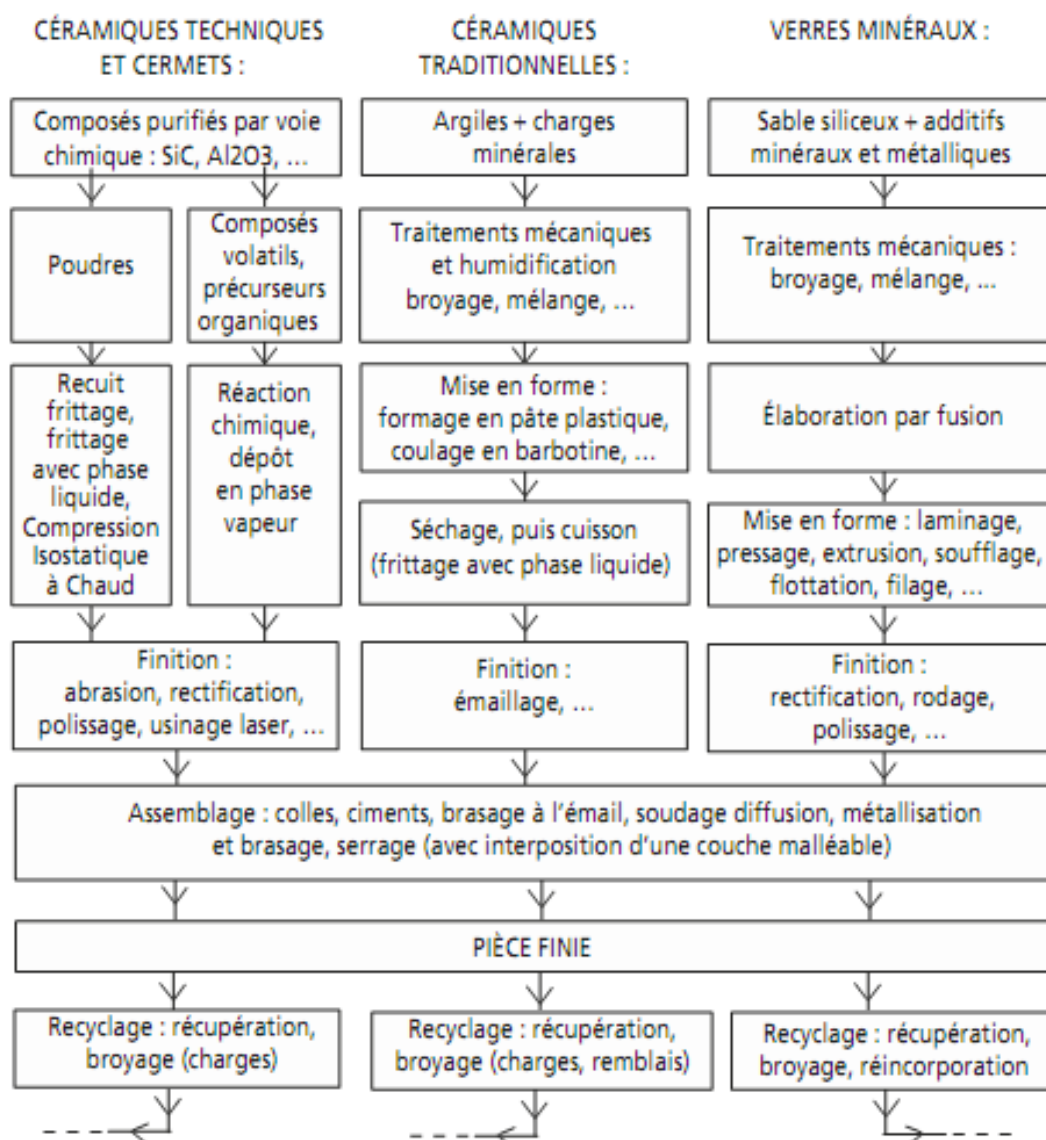 CÉRAMIQUES TECHNIQUES
ET CERMETS :
CÉRAMIQUES
TRADITIONNELLES :
VERRES MINÉRAUX :
Composés purifiés par voie
chimique : SiC, Al2O3, ...
Argiles + charges
minérales
Sable siliceux + additifs
minéraux et métalliques
Poudres
Composés
volatils,
précurseurs
organiques
Traitements mécaniques
et humidification
broyage, mélange, ...
Traitements mécaniques :
broyage, mélange, ...
Recuit
frittage,
frittage
avec phase
liquide,
Compression
Isostatique
à Chaud
Réaction
chimique,
dépôt
en phase
vapeur
Mise en forme :
formage en pâte plastique,
coulage en barbotine, ...
Élaboration par fusion
Séchage, puis cuisson
(frittage avec phase liquide)
Mise en forme : laminage,
pressage, extrusion, soufflage,
flottation, filage, ...
Finition :
abrasion, rectification,
polissage, usinage laser, ...
Finition :
émaillage, ...
Finition :
rectification, rodage,
polissage, ...
Assemblage : colles, ciments, brasage à l'émail, soudage diffusion, métallisation
et brasage, serrage (avec interposition d'une couche malléable)
PIÈCE FINIE
Recyclage : récupération,
broyage (charges)
Recyclage : récupération,
broyage (charges, remblais)
Recyclage : récupération,
broyage, réincorporation